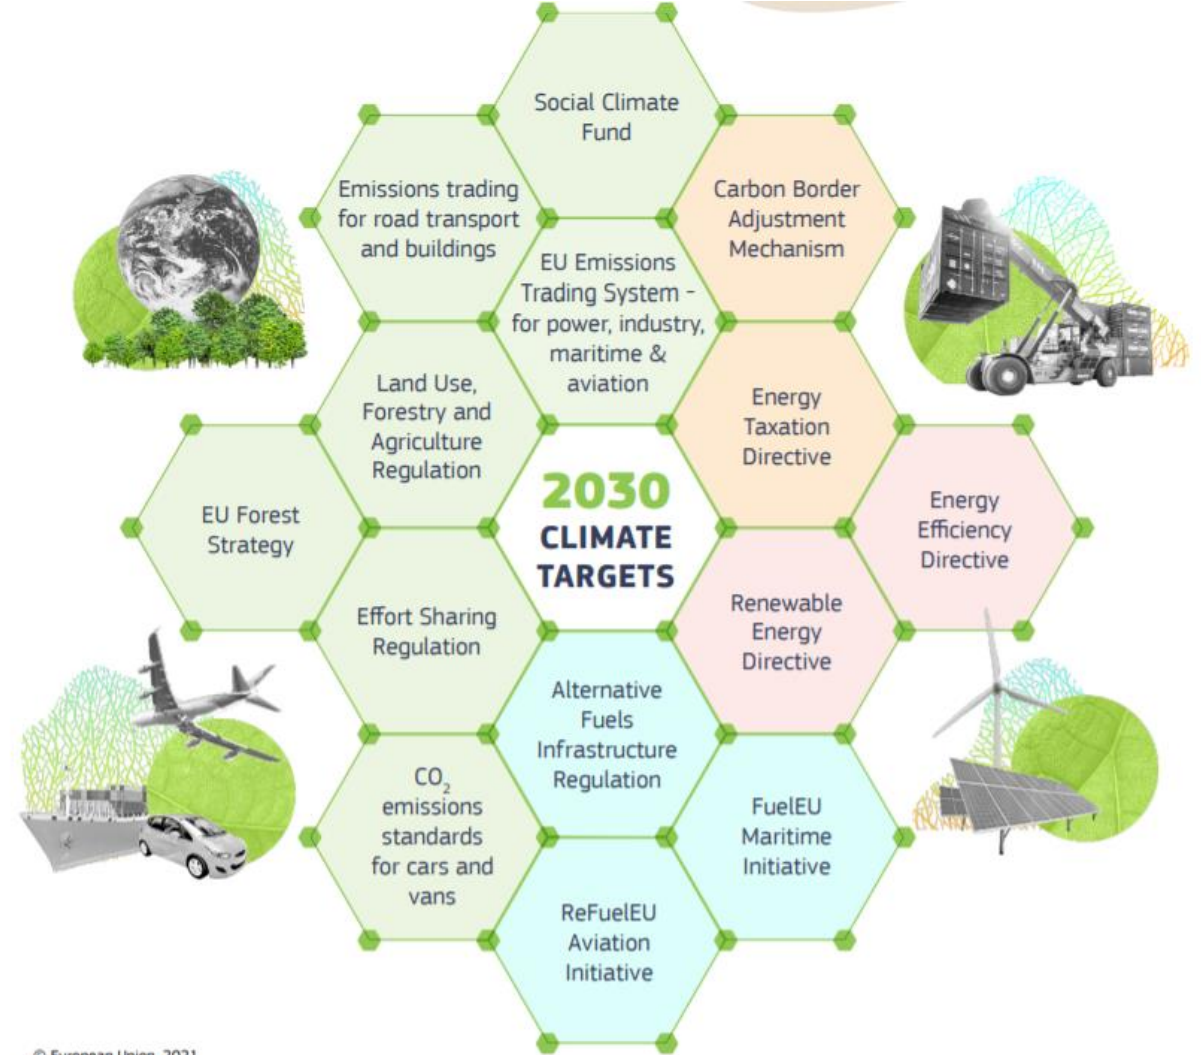 Social Climate
Fund
Emissions trading
for road transport
and buildings
Carbon Border
Adjustment
Mechanism
EU Emissions
Trading System -
for power, industry,
maritime &
aviation
Land Use,
Forestry and
Agriculture
Regulation
Energy
Taxation
Directive
EU Forest
Strategy
2030
CLIMATE
TARGETS
Energy
Efficiency
Directive
Effort Sharing
Regulation
Renewable
Energy
Directive
Alternative
Fuels
Infrastructure
Regulation
CO₂
emissions
standards
for cars and
vans
FuelEU
Maritime
Initiative
ReFuelEU
Aviation
Initiative
© European Union, 2021